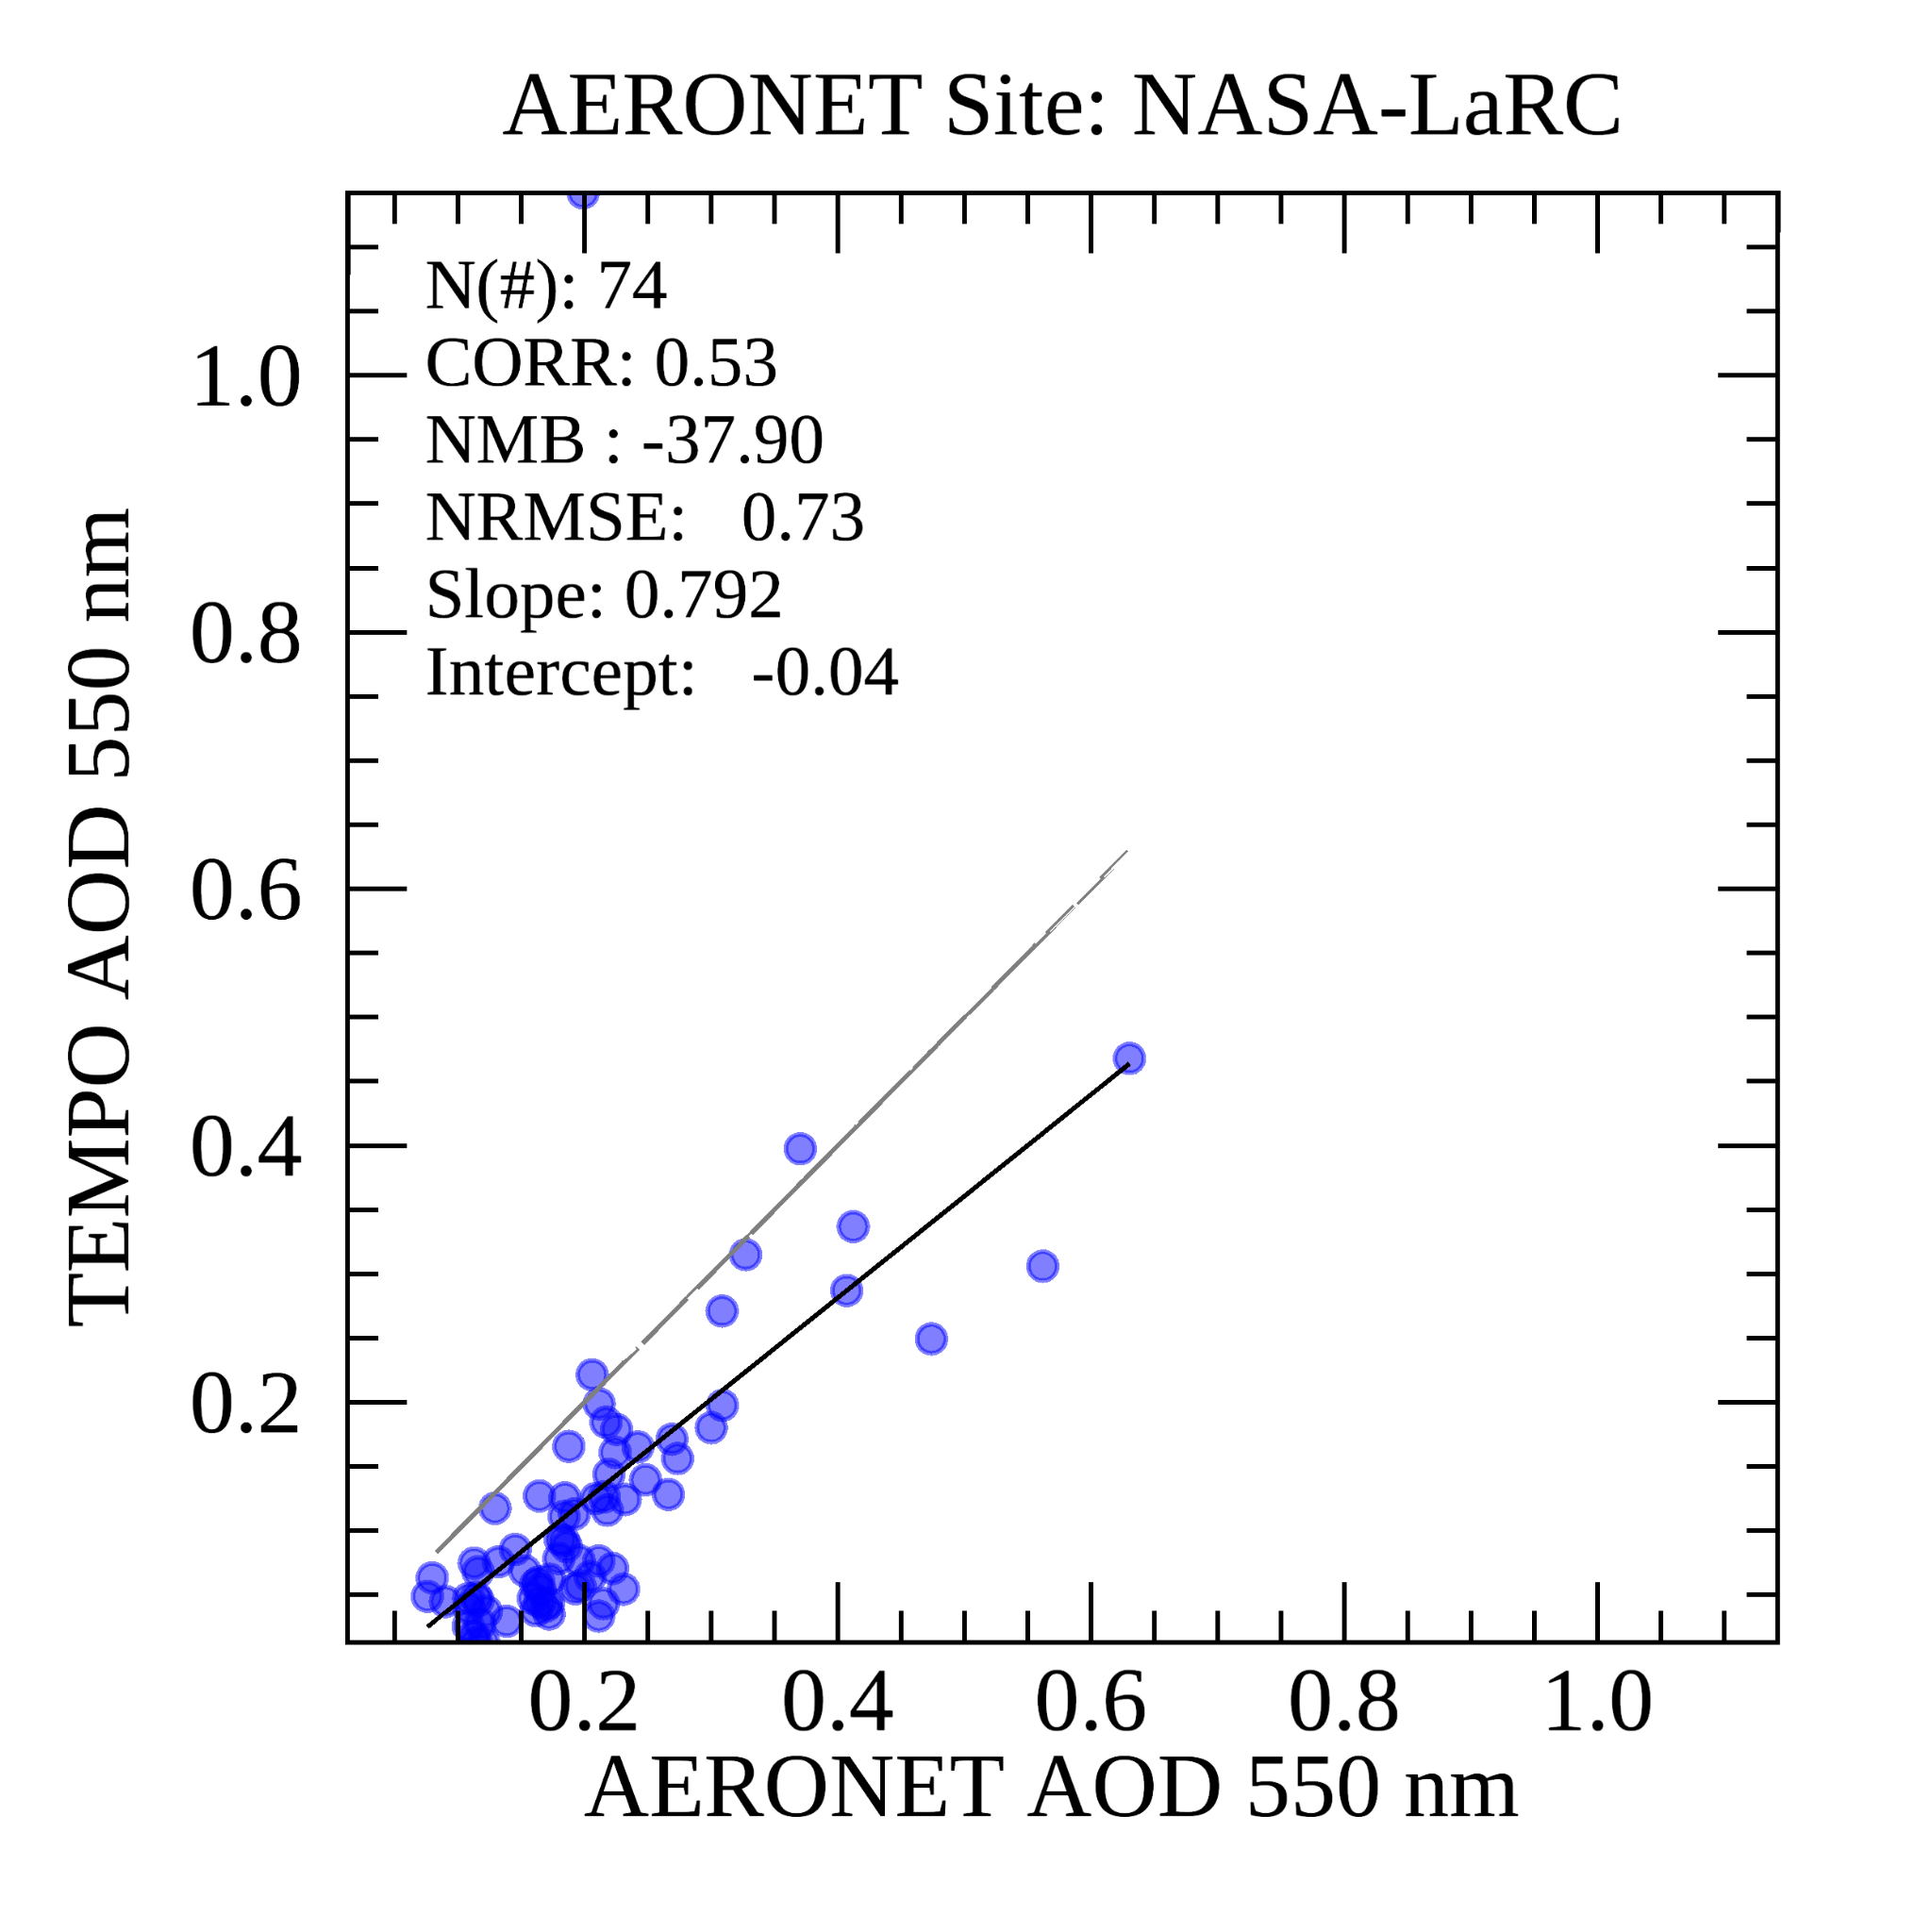 AERONET Site: NASA-LaRC
N(#): 74
CORR: 0.53
NMB : -37.90
NRMSE: 0.73
Slope: 0.792
Intercept: -0.04
TEMPO AOD 550 nm
1.0
0.8
0.6
0.4
0.2
0.2 0.4 0.6 0.8 1.0
AERONET AOD 550 nm